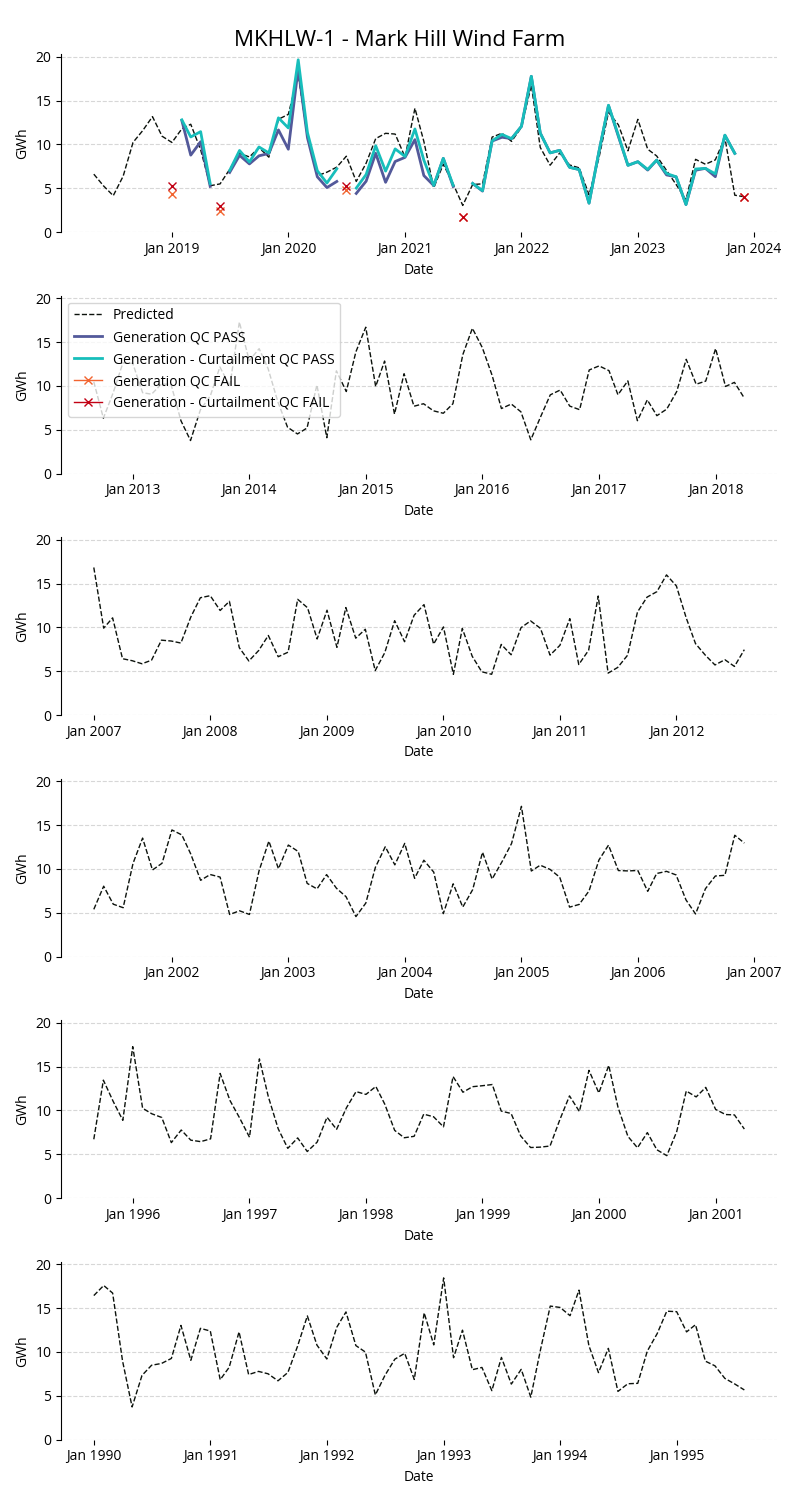 MKHLW-1 - Mark Hill Wind Farm
20
15
10
5
0
GWh
Jan 2019
Jan 2020
Jan 2021
Jan 2022
Jan 2023
Jan 2024
Date
20
15
10
5
0
GWh
Predicted
Generation QC PASS
Generation - Curtailment QC PASS
Generation QC FAIL
Generation - Curtailment QC FAIL
Jan 2013
Jan 2014
Jan 2015
Jan 2016
Jan 2017
Jan 2018
Date
20
15
10
5
0
GWh
Jan 2007
Jan 2008
Jan 2009
Jan 2010
Jan 2011
Jan 2012
Date
20
15
10
5
0
GWh
Jan 2002
Jan 2003
Jan 2004
Jan 2005
Jan 2006
Jan 2007
Date
20
15
10
5
0
GWh
Jan 1996
Jan 1997
Jan 1998
Jan 1999
Jan 2000
Jan 2001
Date
20
15
10
5
0
GWh
Jan 1990
Jan 1991
Jan 1992
Jan 1993
Jan 1994
Jan 1995
Date